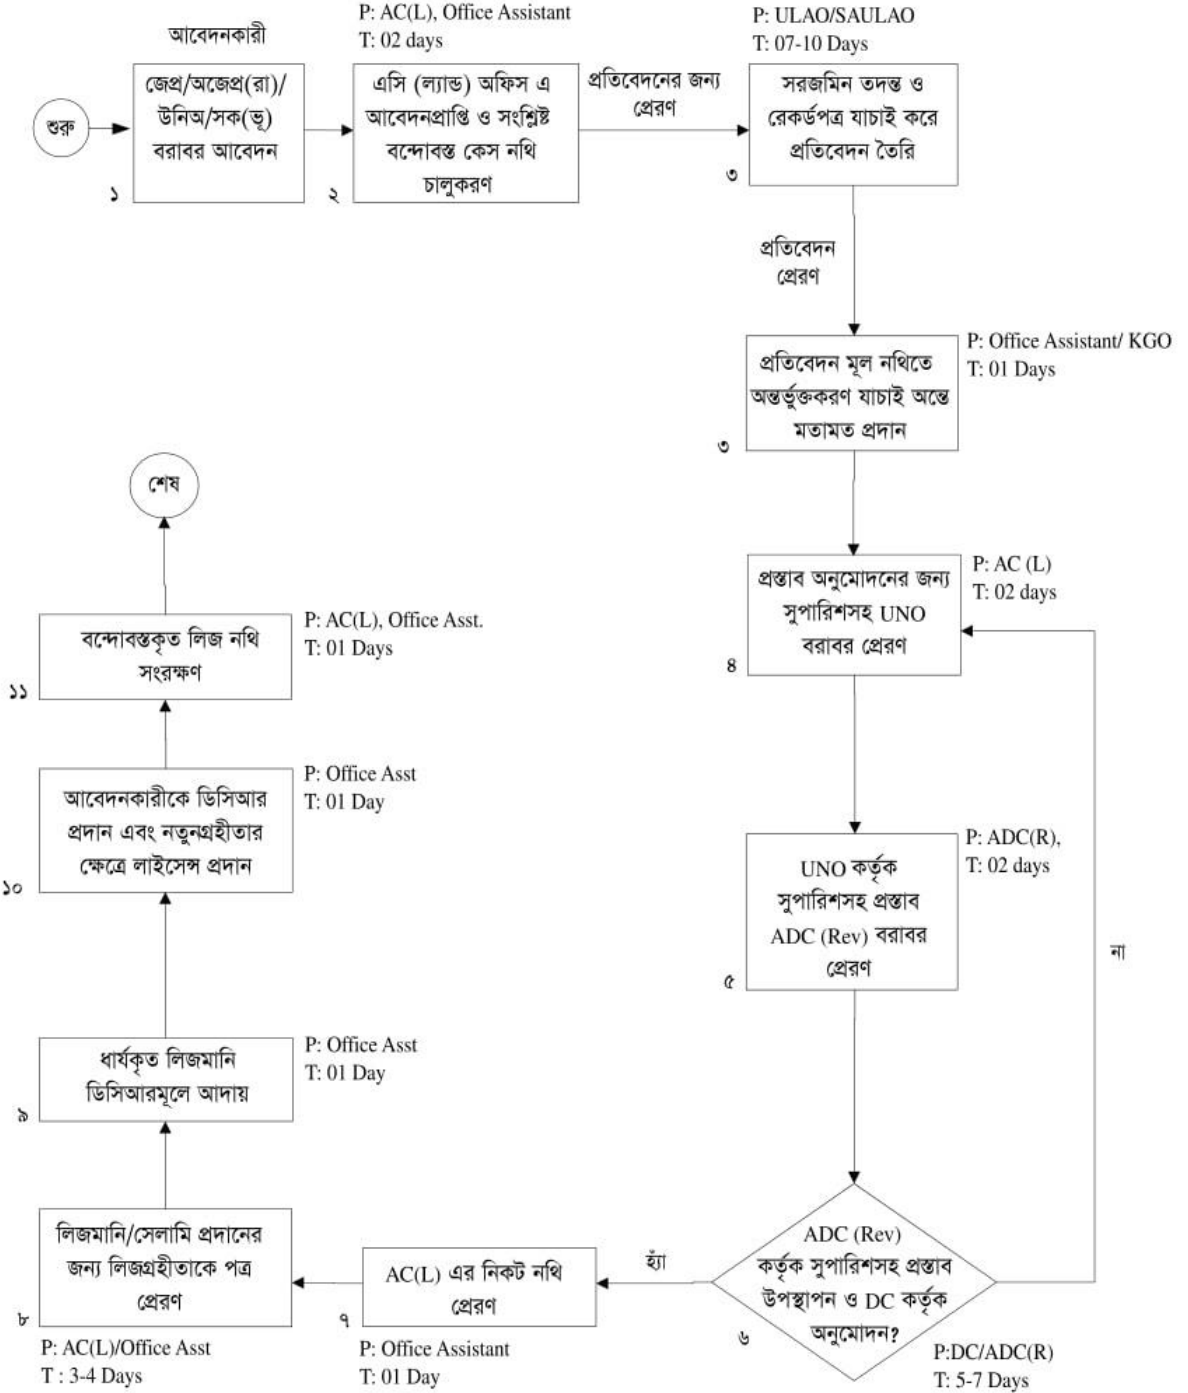 আবেদনকারী
শুরু
জেপ্র/অজেপ্র(রা)/
উনিঅ/সক(ভূ)
বরাবর আবেদন
১
P: AC(L), Office Assistant
T: 02 days
এসি (ল্যান্ড) অফিস এ
আবেদনপ্রাপ্তি ও সংশ্লিষ্ট
বন্দোবস্ত কেস নথি
চালুকরণ
২
প্রতিবেদনের জন্য
প্রেরণ
P: ULAO/SAULAO
T: 07-10 Days
সরজমিন তদন্ত ও
রেকর্ডপত্র যাচাই করে
প্রতিবেদন তৈরি
৩
প্রতিবেদন
প্রেরণ
P: Office Assistant/ KGO
T: 01 Days
প্রতিবেদন মূল নথিতে
অন্তর্ভুক্তকরণ যাচাই অন্তে
মতামত প্রদান
৩
P: AC (L)
T: 02 days
প্রস্তাব অনুমোদনের জন্য
সুপারিশসহ UNO
বরাবর প্রেরণ
৪
P: ADC(R),
T: 02 days
UNO কর্তৃক
সুপারিশসহ প্রস্তাব
ADC (Rev) বরাবর
প্রেরণ
৫
না
ADC (Rev)
কর্তৃক সুপারিশসহ প্রস্তাব
উপস্থাপন ও DC কর্তৃক
অনুমোদন?
৬
P:DC/ADC(R)
T: 5-7 Days
হ্যাঁ
AC(L) এর নিকট নথি
প্রেরণ
৭
P: Office Assistant
T: 01 Day
লিজমানি/সেলামি প্রদানের
জন্য লিজগ্রহীতাকে পত্র
প্রেরণ
৮
P: AC(L)/Office Asst
T : 3-4 Days
P: Office Asst
T: 01 Day
ধার্যকৃত লিজমানি
ডিসিআরমূলে আদায়
৯
P: Office Asst
T: 01 Day
আবেদনকারীকে ডিসিআর
প্রদান এবং নতুনগ্রহীতার
ক্ষেত্রে লাইসেন্স প্রদান
১০
P: AC(L), Office Asst.
T: 01 Days
বন্দোবস্তকৃত লিজ নথি
সংরক্ষণ
১১
শেষ